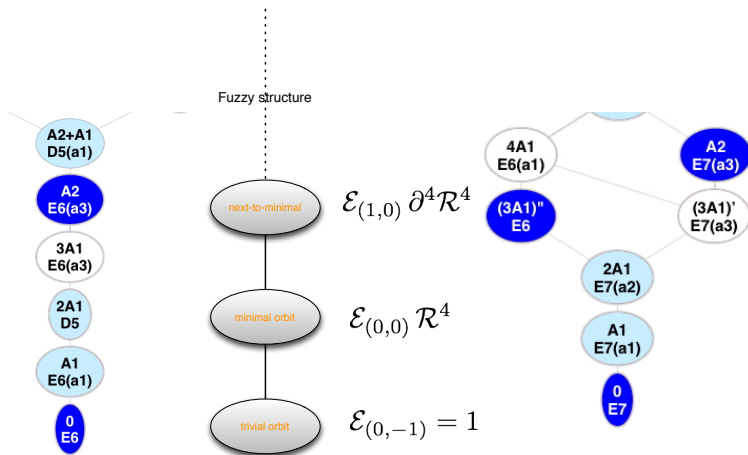 Fuzzy structure
A2+A1
D5(a1)
A2
E6(a3)
3A1
E6(a3)
2A1
D5
A1
E6(a1)
0
E6
next-to-minimal
minimal orbit
trivial orbit
$\mathcal{E}_{(1,0)} \, \partial^4 \mathcal{R}^4$
$\mathcal{E}_{(0,0)} \, \mathcal{R}^4$
$\mathcal{E}_{(0,-1)} = 1$
4A1
E6(a1)
A2
E7(a3)
(3A1)"
E6
(3A1)'
E7(a3)
2A1
E7(a2)
A1
E7(a1)
0
E7